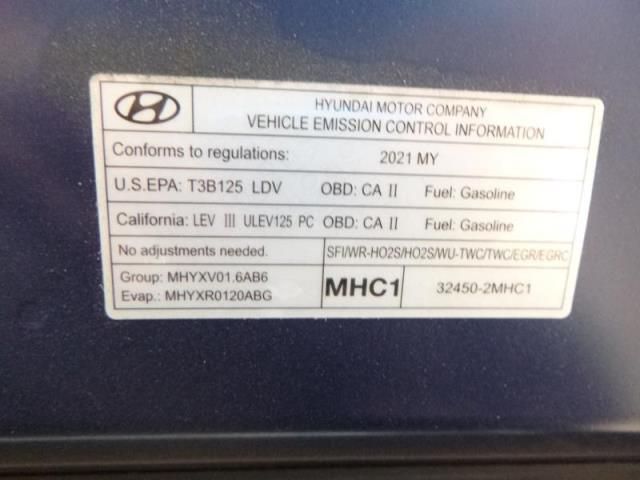 HYUNDAI MOTOR COMPANY
VEHICLE EMISSION CONTROL INFORMATION
Conforms to regulations: 2021 MY
U.S.EPA: T3B125 LDV OBD: CA II Fuel: Gasoline
California: LEV III ULEV125 PC OBD: CA II Fuel: Gasoline
No adjustments needed. SFI/WR-HO2S/HO2S/WU-TWC/TWC/EGR/EGRC
Group: MHYXV01.6AB6
Evap.: MHYXR0120ABG
MHC1 32450-2MHC1